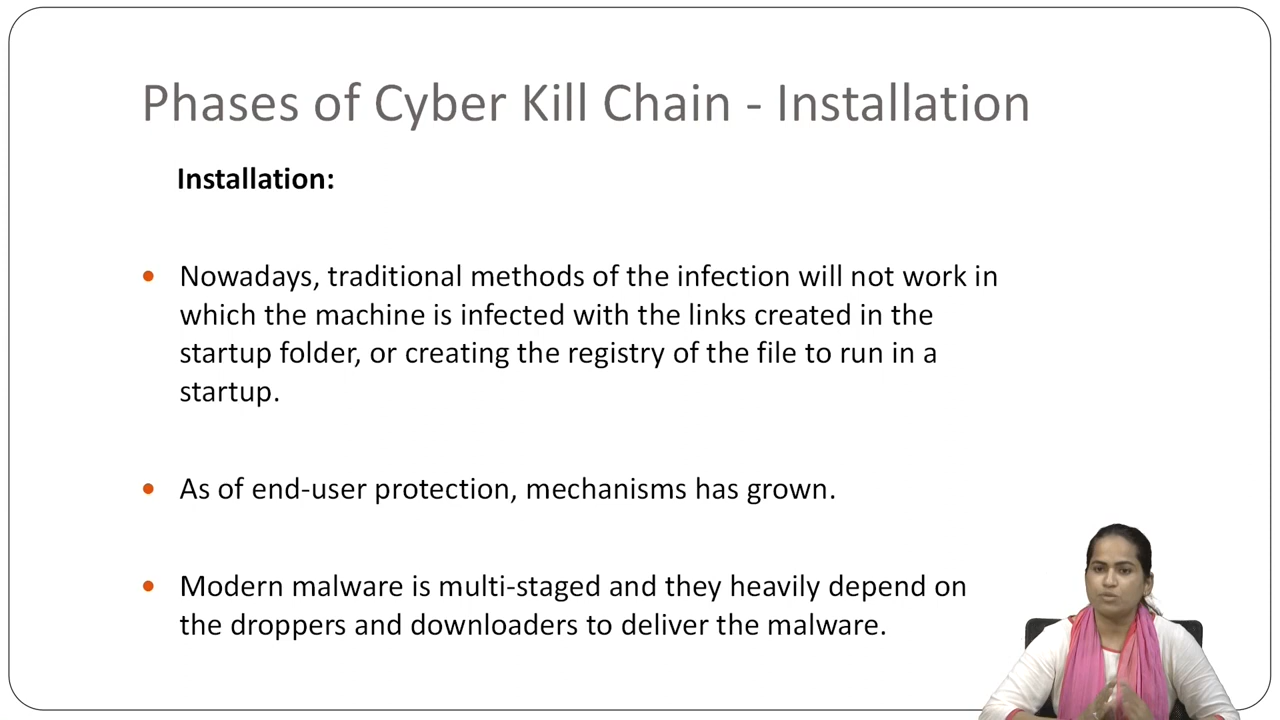 Phases of Cyber Kill Chain - Installation
Installation:
Nowadays, traditional methods of the infection will not work in
which the machine is infected with the links created in the
startup folder, or creating the registry of the file to run in a
startup.
As of end-user protection, mechanisms has grown.
Modern malware is multi-staged and they heavily depend on
the droppers and downloaders to deliver the malware.